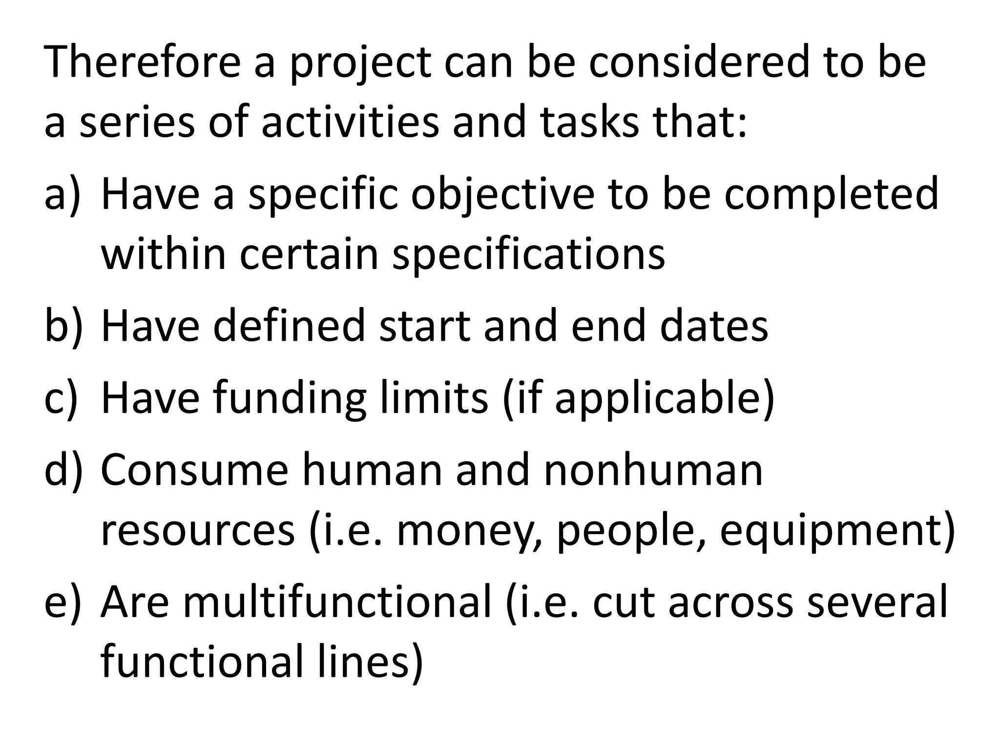 Therefore a project can be considered to be
a series of activities and tasks that:
a) Have a specific objective to be completed
within certain specifications
b) Have defined start and end dates
c) Have funding limits (if applicable)
d) Consume human and nonhuman
resources (i.e. money, people, equipment)
e) Are multifunctional (i.e. cut across several
functional lines)